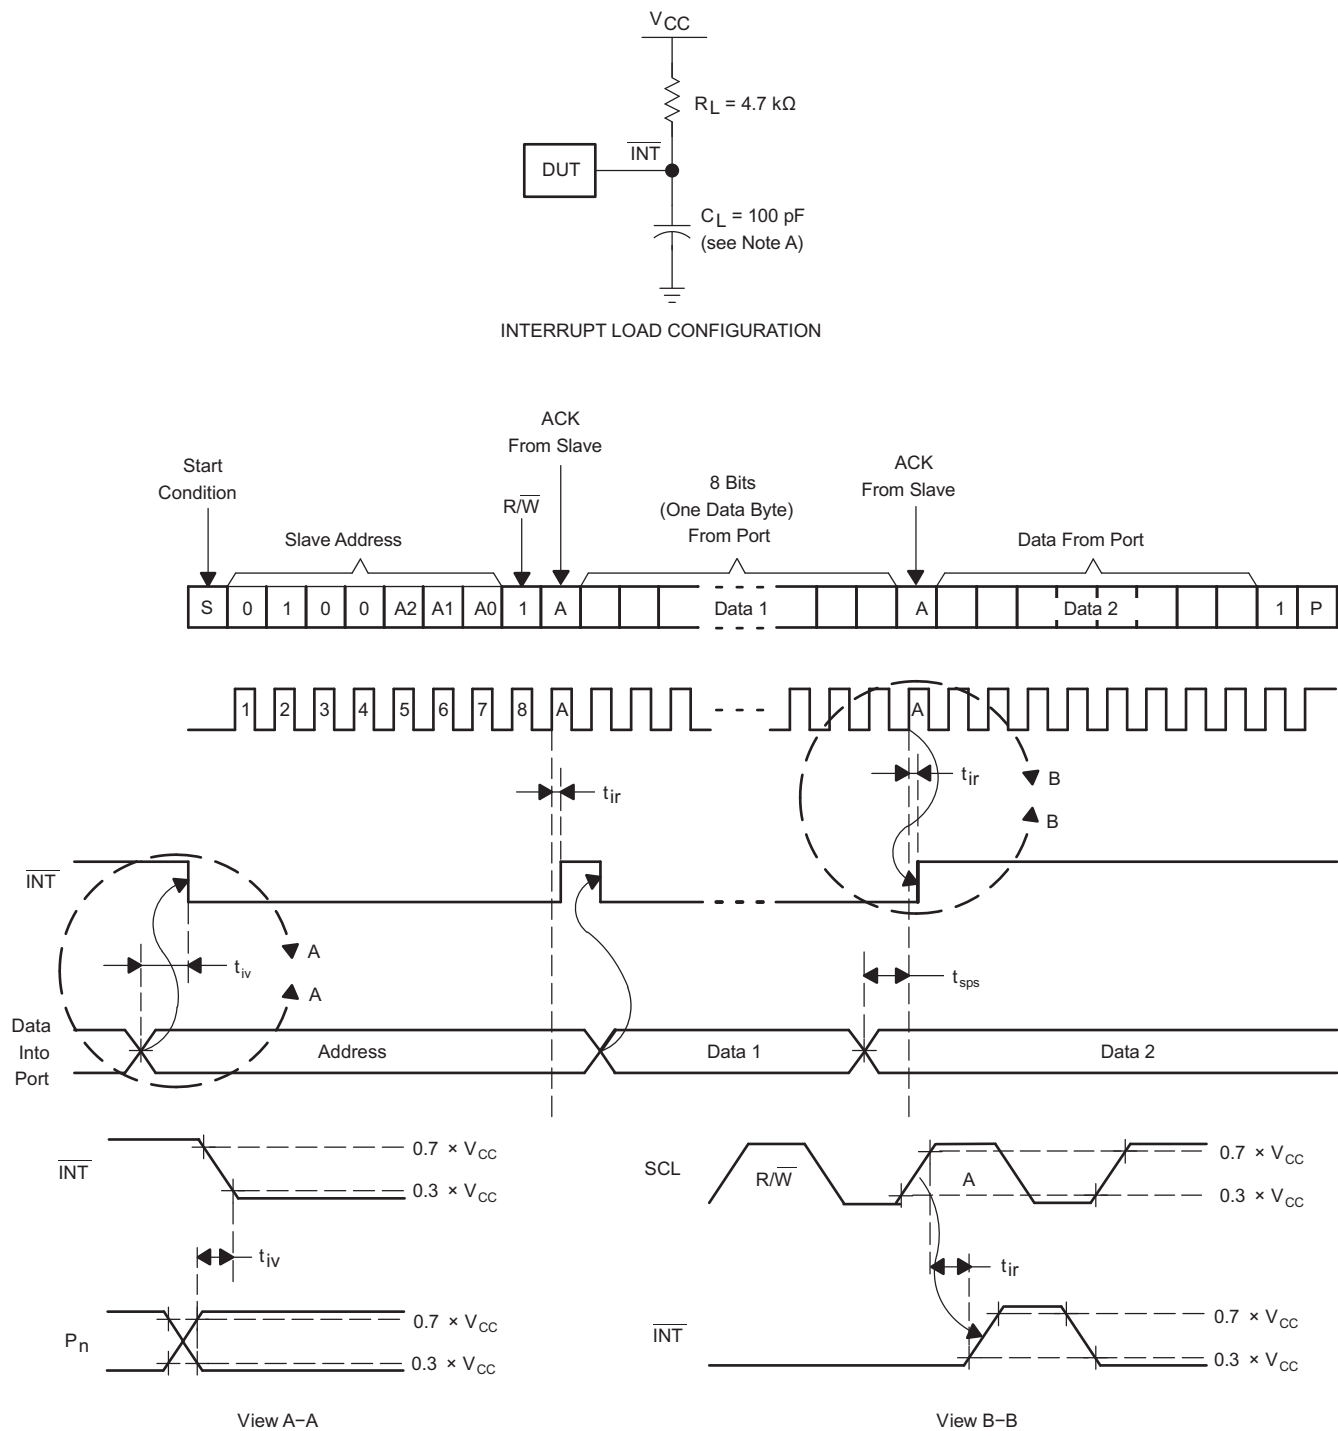 VCC
RL = 4.7 kΩ
INT
DUT
CL = 100 pF
(see Note A)
INTERRUPT LOAD CONFIGURATION
ACK
From Slave
Start
Condition
R/W
8 Bits
(One Data Byte)
From Port
ACK
From Slave
Slave Address
Data From Port
S 0 1 0 0 A2 A1 A0 1 A Data 1 A Data 2 1 P
1 2 3 4 5 6 7 8 A A
tir
tir
B
B
INT
A
tiv
A
tsps
Data
Into
Port
Address
Data 1
Data 2
INT
0.7 × VCC
0.3 × VCC
tiv
Pn
0.7 × VCC
0.3 × VCC
View A–A
SCL
R/W
A
0.7 × VCC
0.3 × VCC
tir
INT
0.7 × VCC
0.3 × VCC
View B–B